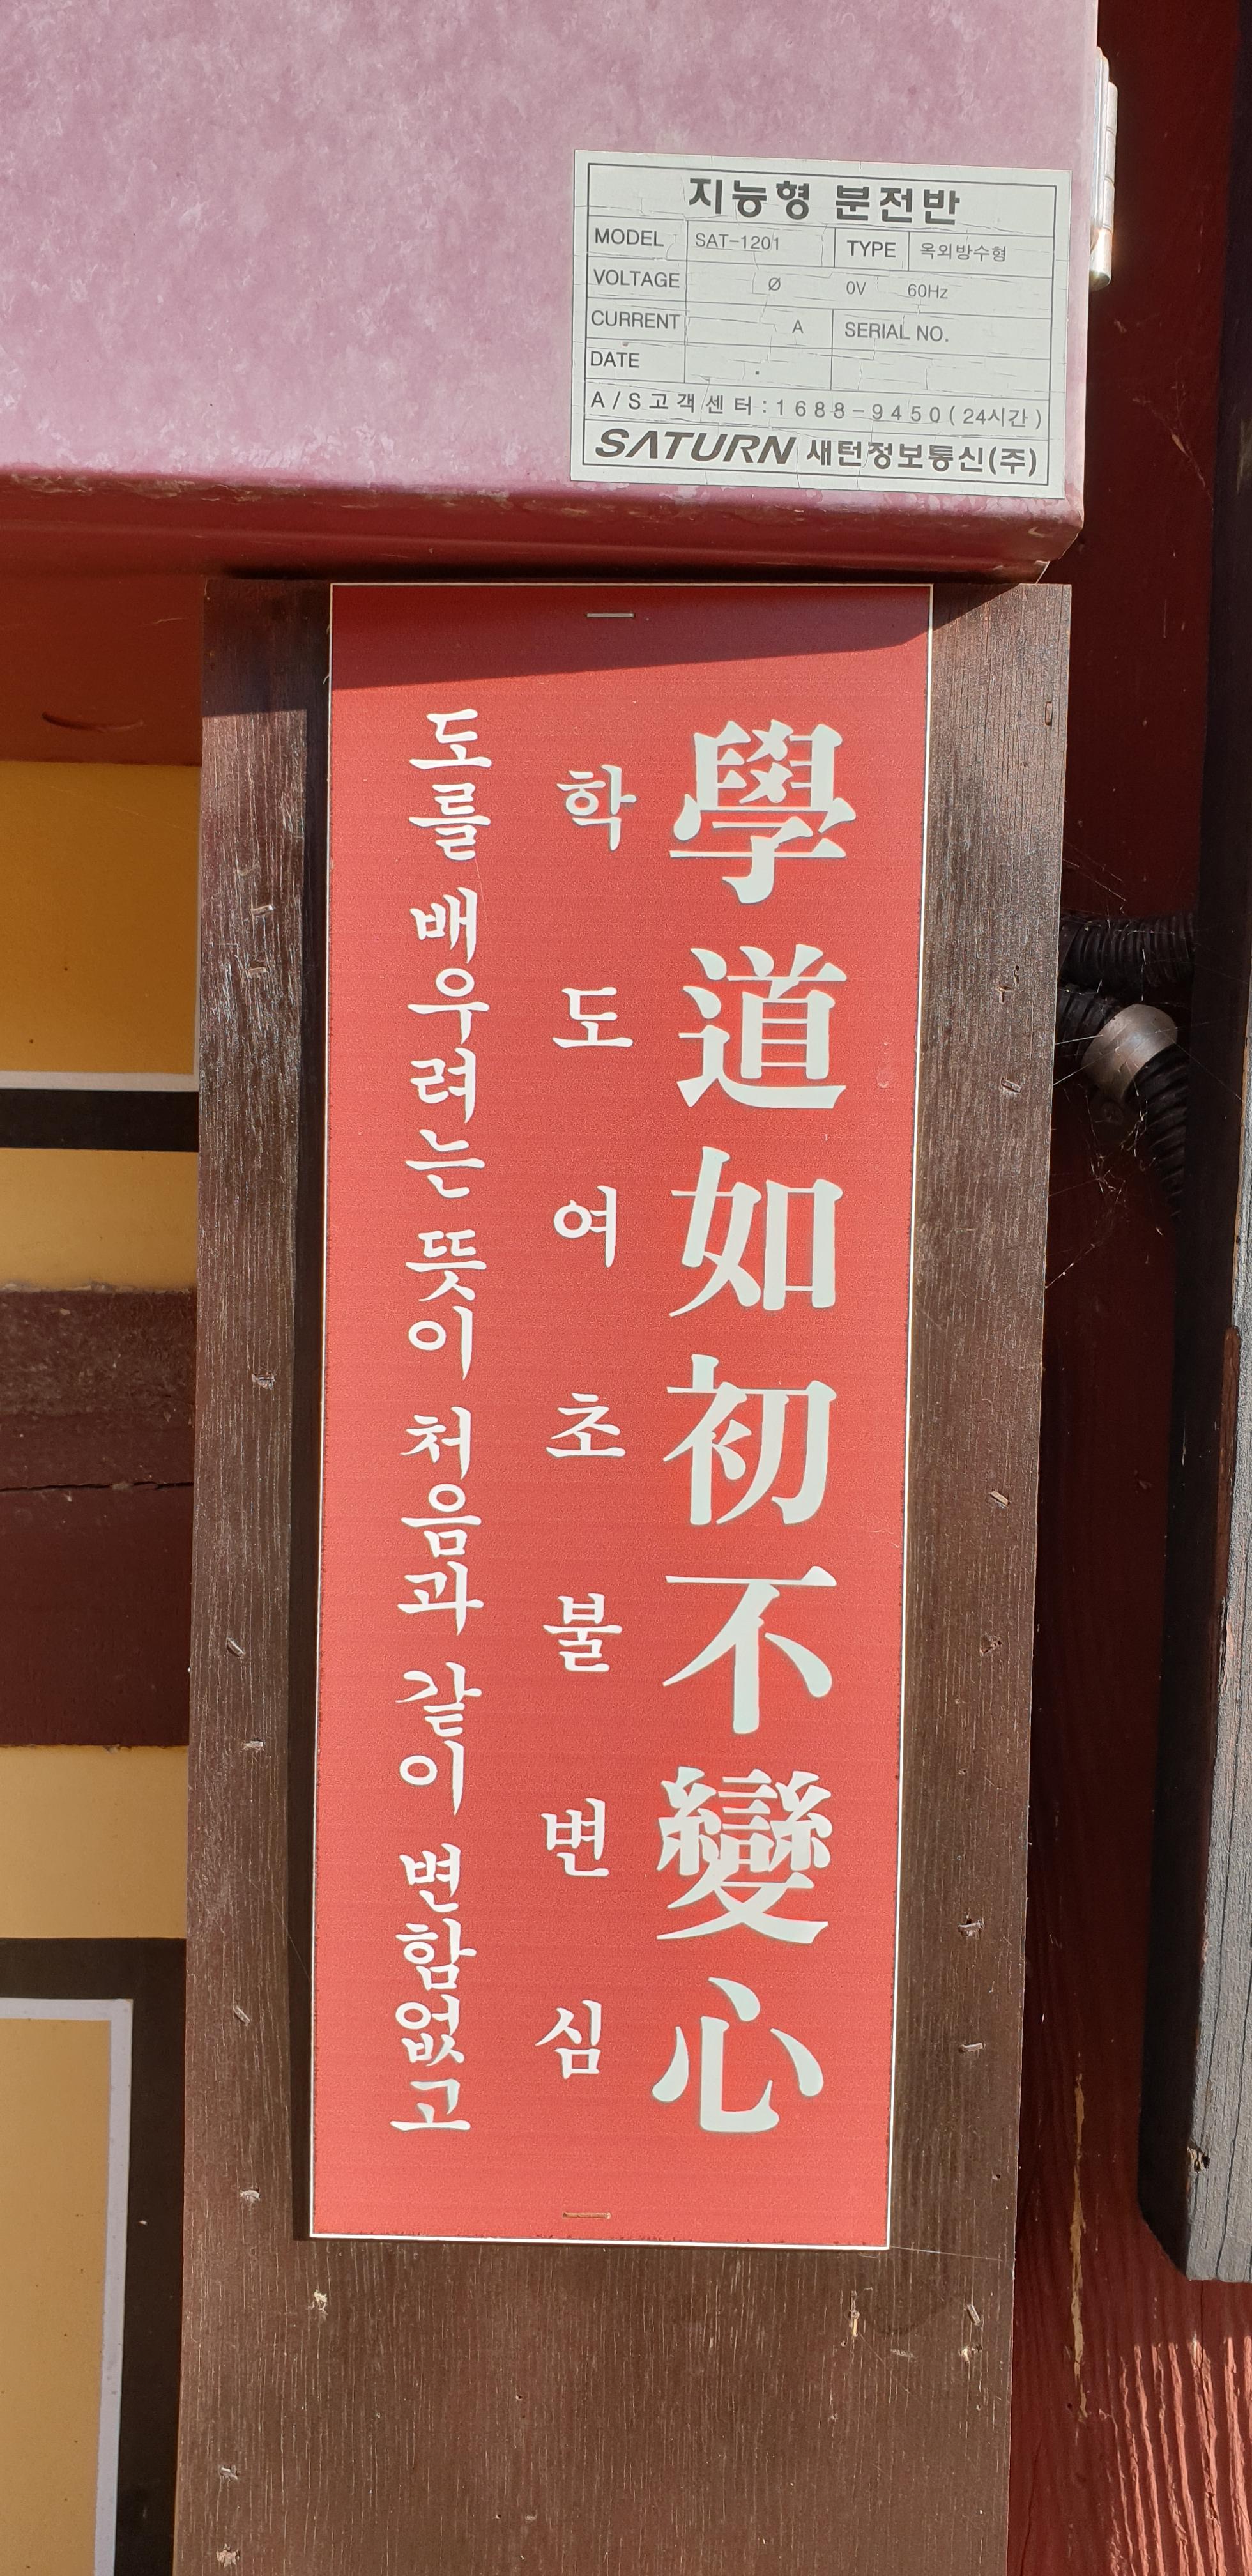 지능형 분전반
MODEL SAT-1201 TYPE 옥외방수형
VOLTAGE Ø 0V 60Hz
CURRENT A SERIAL NO.
DATE
A/S고객센터:1688-9450(24시간)
SATURN 새턴정보통신(주)
學道如初不變心
학도여초불변심
도를 배우려는 뜻이 처음과 같이 변함없고